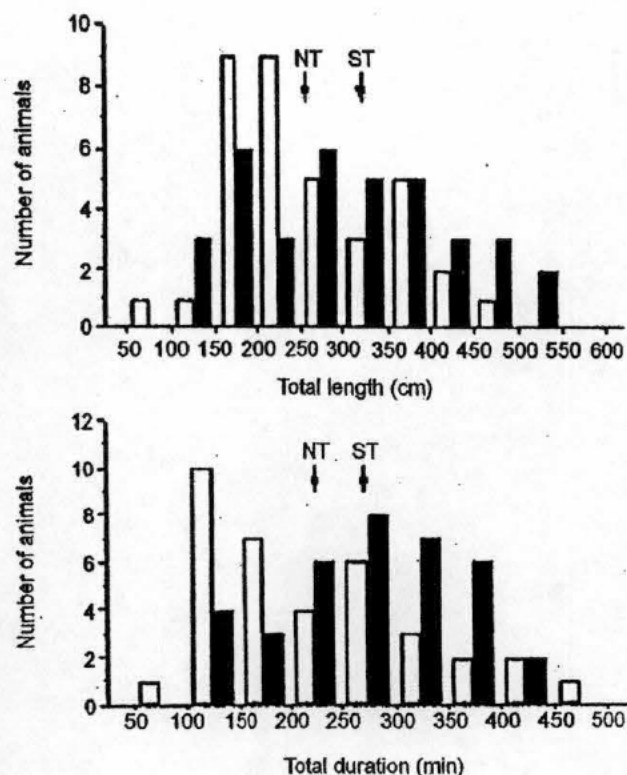 10
NT ST
8
6
4
2
0
Number of animals
50 100 150 200 250 300 350 400 450 500 550 600
Total length (cm)
12
NT ST
10
8
6
4
2
0
Number of animals
50 100 150 200 250 300 350 400 450 500
Total duration (min)